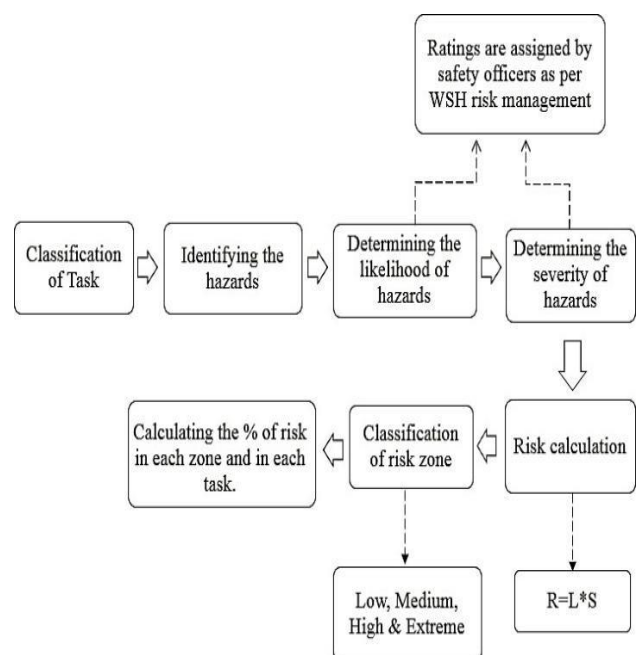 Ratings are assigned by
safety officers as per
WSH risk management
Classification
of Task
Identifying the
hazards
Determining the
likelihood of
hazards
Determining the
severity of
hazards
Calculating the % of risk
in each zone and in each
task.
Classification
of risk zone
Risk calculation
Low, Medium,
High & Extreme
R=L*S